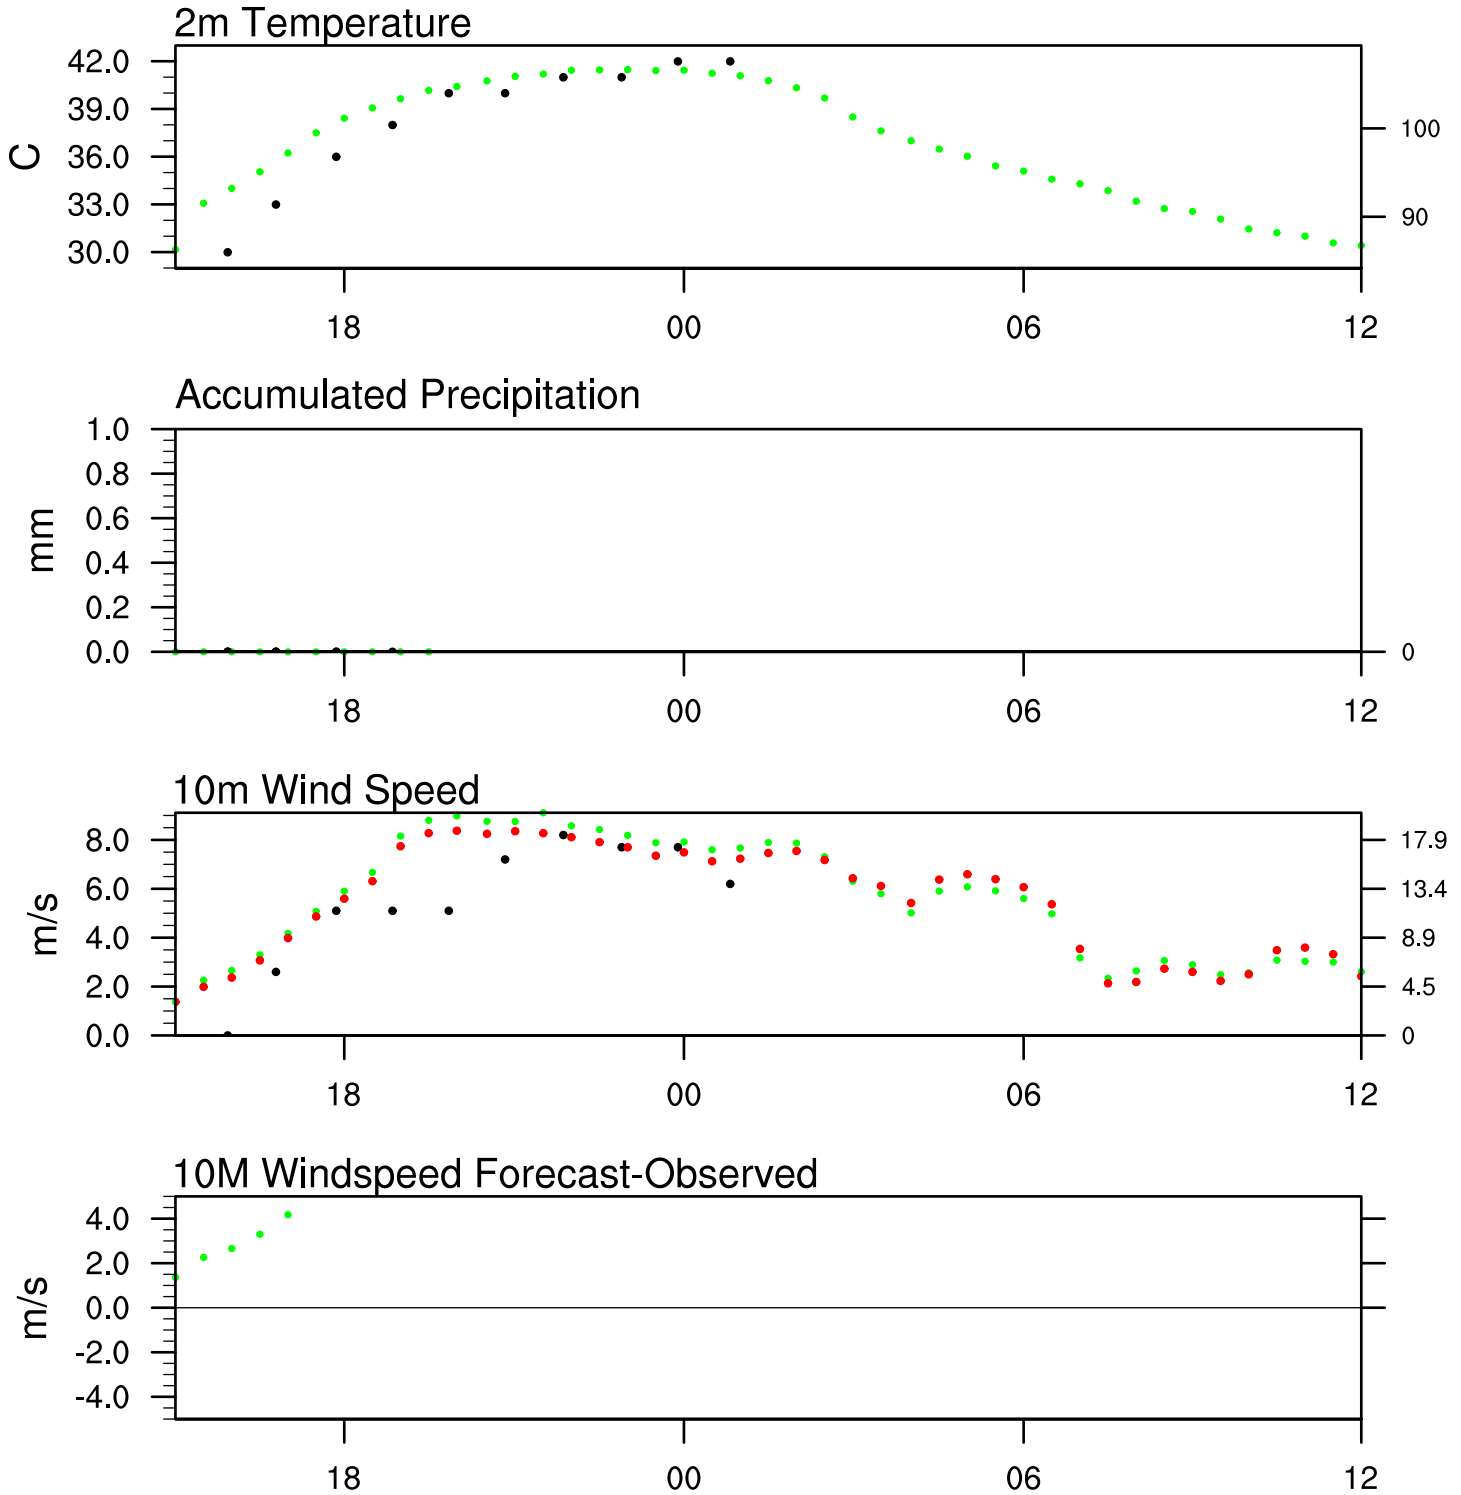 2m Temperature
42.0
39.0
36.0
33.0
30.0
C
100
90
18 00 06 12
Accumulated Precipitation
1.0
0.8
0.6
0.4
0.2
0.0
mm
0
18 00 06 12
10m Wind Speed
8.0 17.9
6.0 13.4
4.0 8.9
2.0 4.5
0.0 0
m/s
18 00 06 12
10M Windspeed Forecast-Observed
4.0
2.0
0.0
-2.0
-4.0
m/s
18 00 06 12